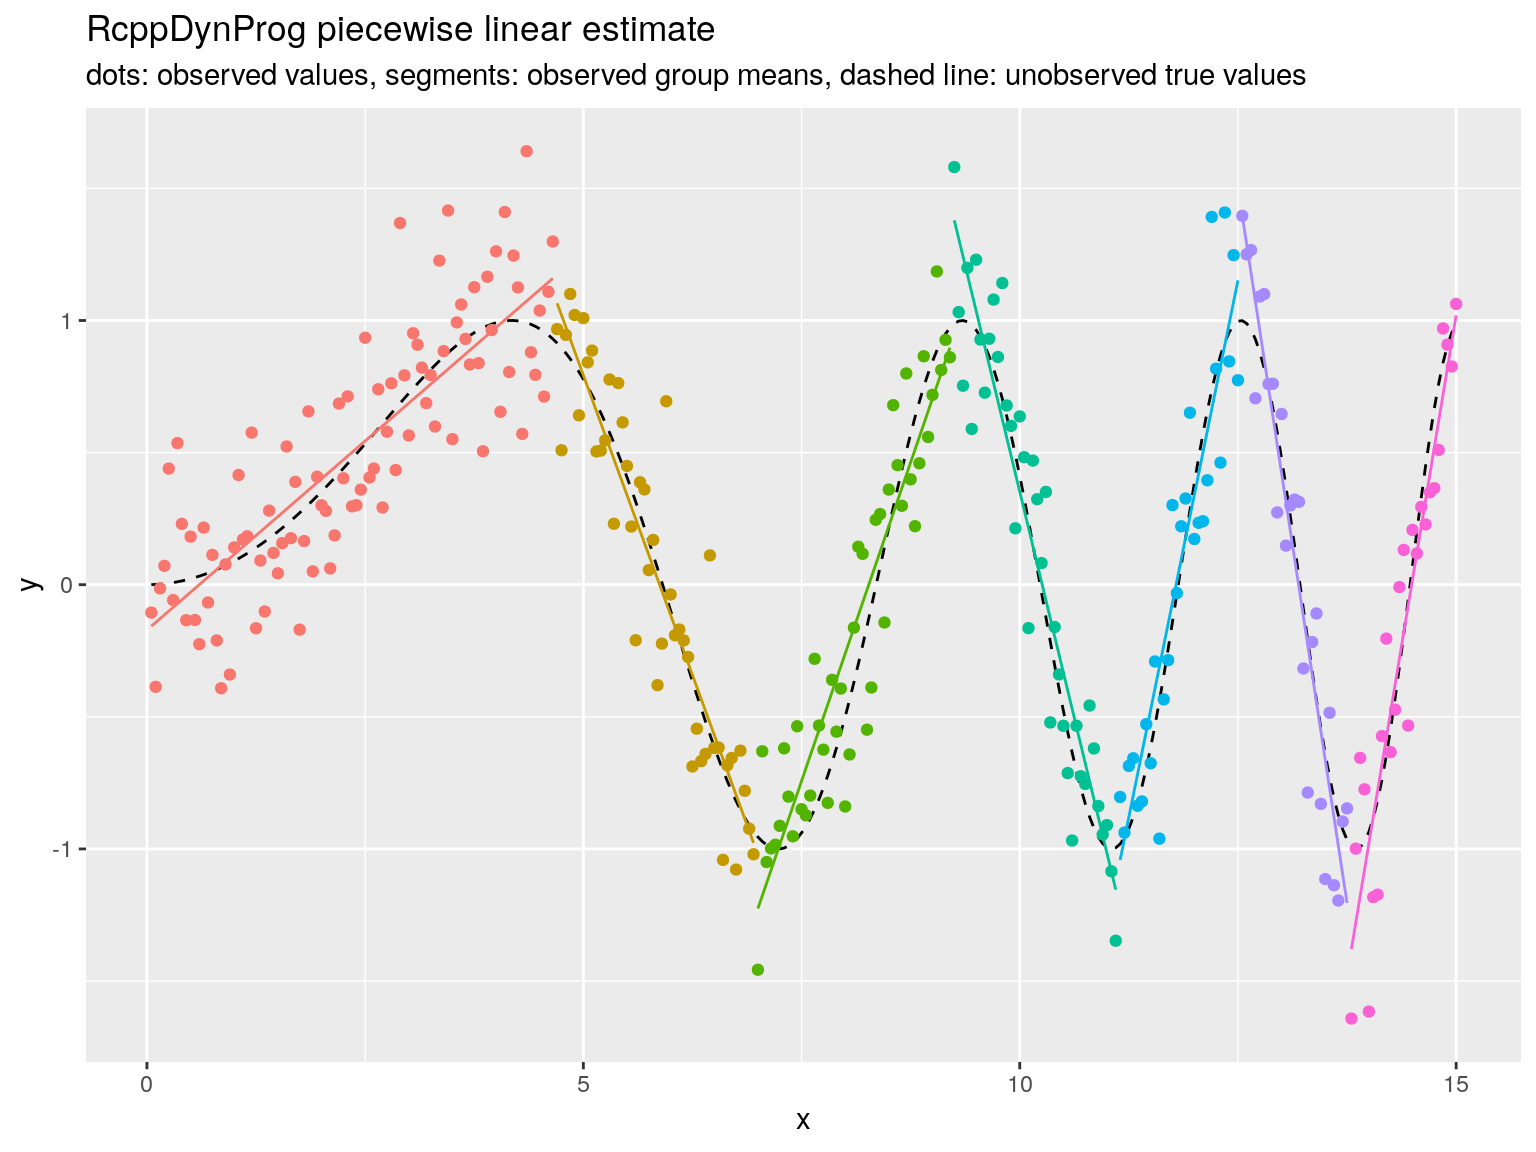 RcppDynProg piecewise linear estimate
dots: observed values, segments: observed group means, dashed line: unobserved true values
1
0
-1
y
0 5 10 15
x